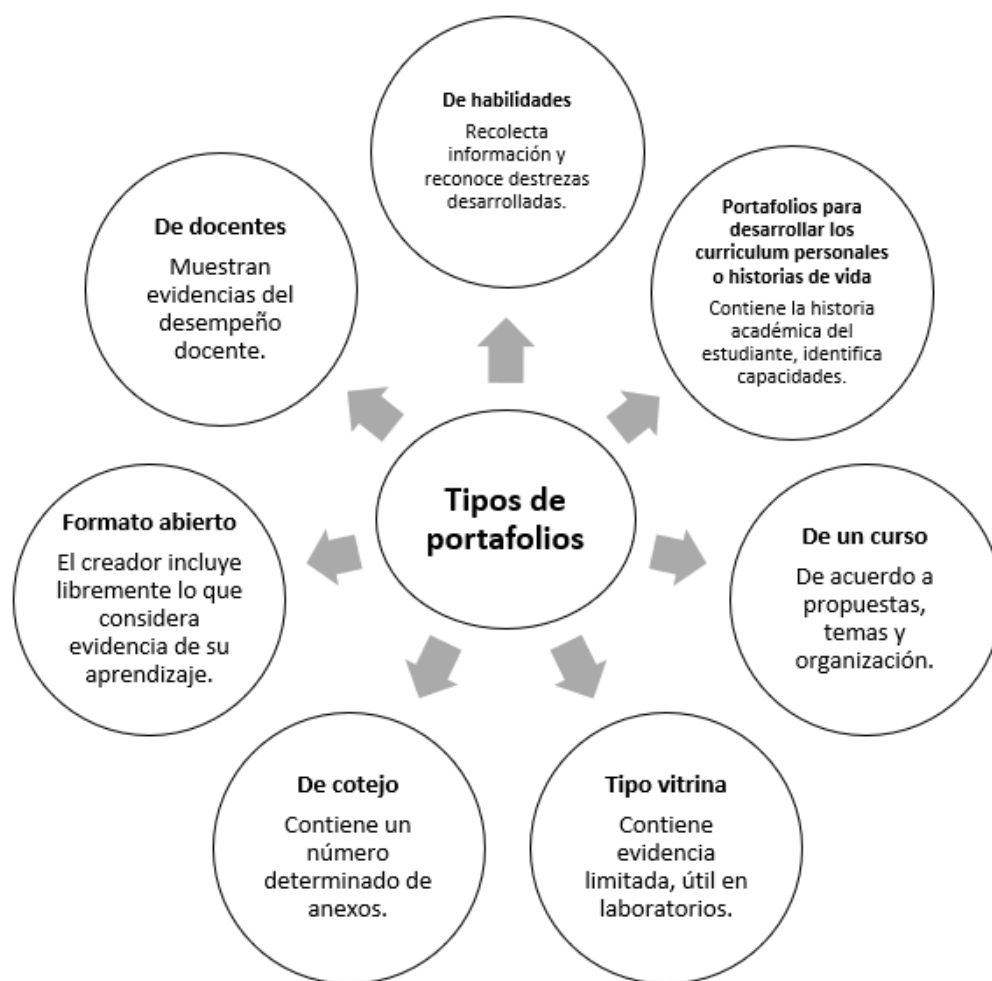 De habilidades
Recolecta
información y
reconoce destrezas
desarrolladas.
Portafolios para
desarrollar los
curriculum personales
o historias de vida
Contiene la historia
académica del
estudiante, identifica
capacidades.
De docentes
Muestran
evidencias del
desempeño
docente.
Tipos de
portafolios
Formato abierto
El creador incluye
libremente lo que
considera
evidencia de su
aprendizaje.
De un curso
De acuerdo a
propuestas,
temas y
organización.
De cotejo
Contiene un
número
determinado de
anexos.
Tipo vitrina
Contiene
evidencia
limitada, útil en
laboratorios.